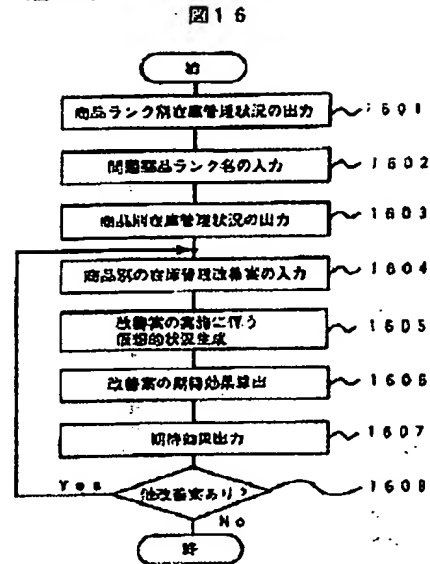 図16
始
商品ランク別在庫管理状況の出力
1601
問題商品ランク名の入力
1602
商品別在庫管理状況の出力
1603
商品別の在庫管理改善案の入力
1604
改善案の実施に伴う
仮想的状況生成
1605
改善案の期待効果算出
1606
期待効果出力
1607
他改善案あり?
1608
Yes
No
終